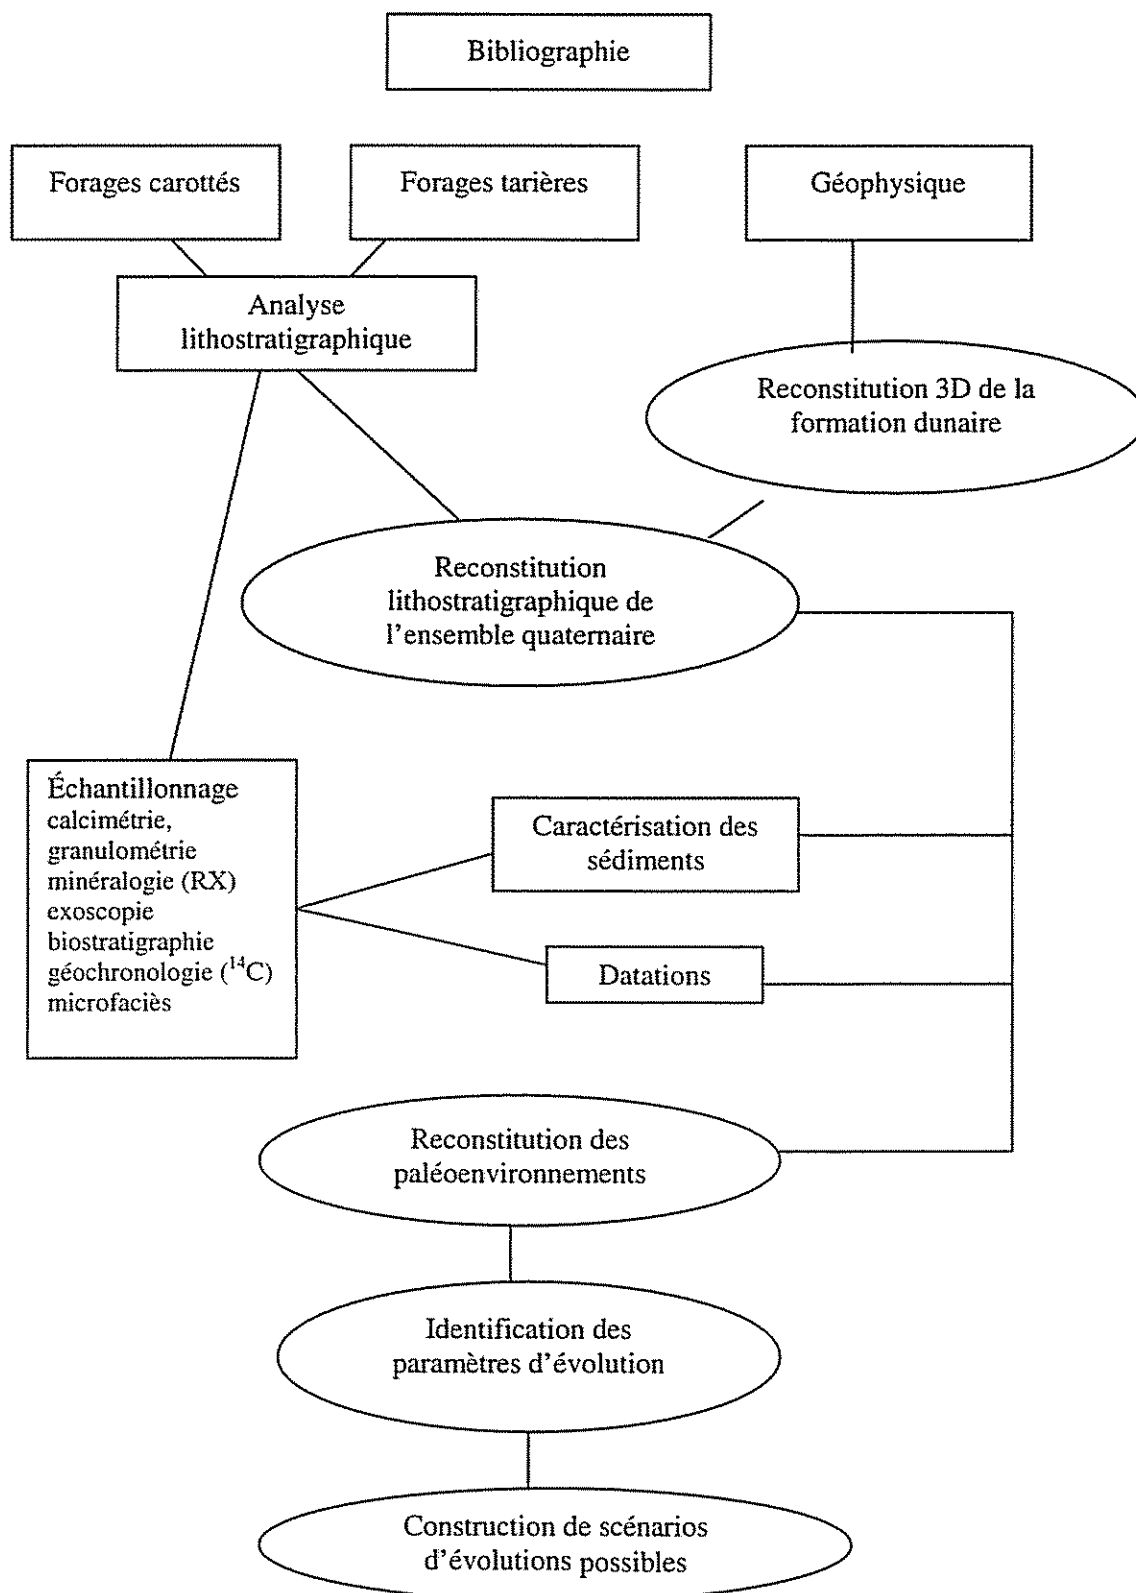 Bibliographie
Forages carottés
Forages tarières
Géophysique
Analyse
lithostratigraphique
Reconstitution 3D de la
formation dunaire
Reconstitution
lithostratigraphique de
l'ensemble quaternaire
Échantillonnage
calcimétrie,
granulométrie
minéralogie (RX)
exoscopie
biostratigraphie
géochronologie (¹⁴C)
microfaciès
Caractérisation des
sédiments
Datations
Reconstitution des
paléoenvironnements
Identification des
paramètres d'évolution
Construction de scénarios
d'évolutions possibles